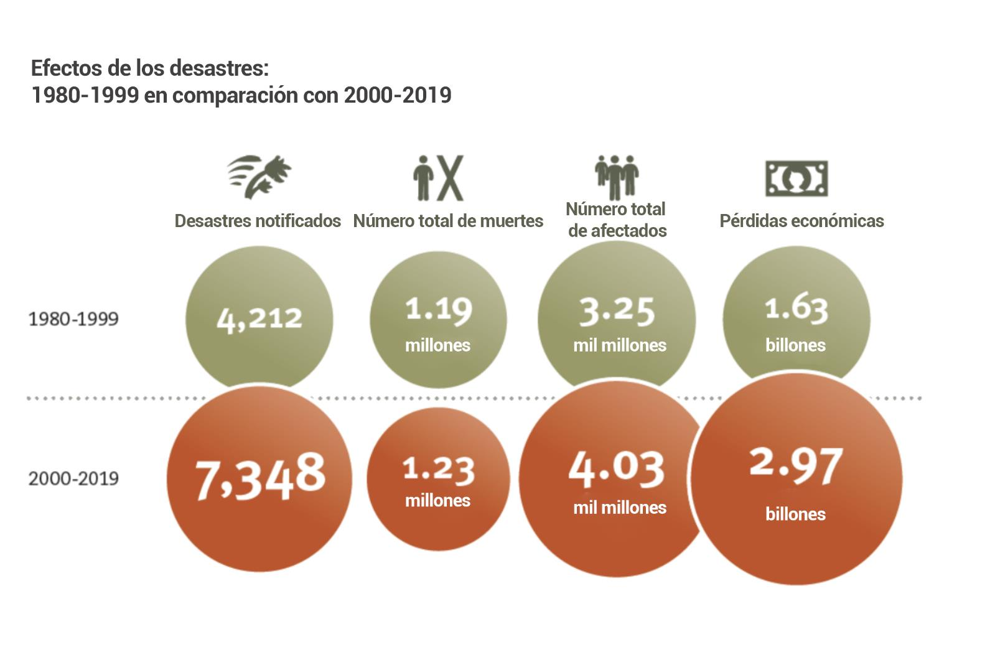 Efectos de los desastres:
1980-1999 en comparación con 2000-2019
Desastres notificados
Número total de muertes
Número total
de afectados
Pérdidas económicas
1980-1999
4,212
1.19
millones
3.25
mil millones
1.63
billones
2000-2019
7,348
1.23
millones
4.03
mil millones
2.97
billones